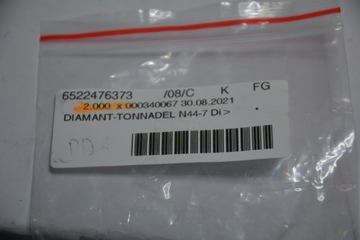 6522476373 /08/C K FG
2.000 x 000340067 30.08.2021
DIAMANT-TONNADEL N44-7 Di>